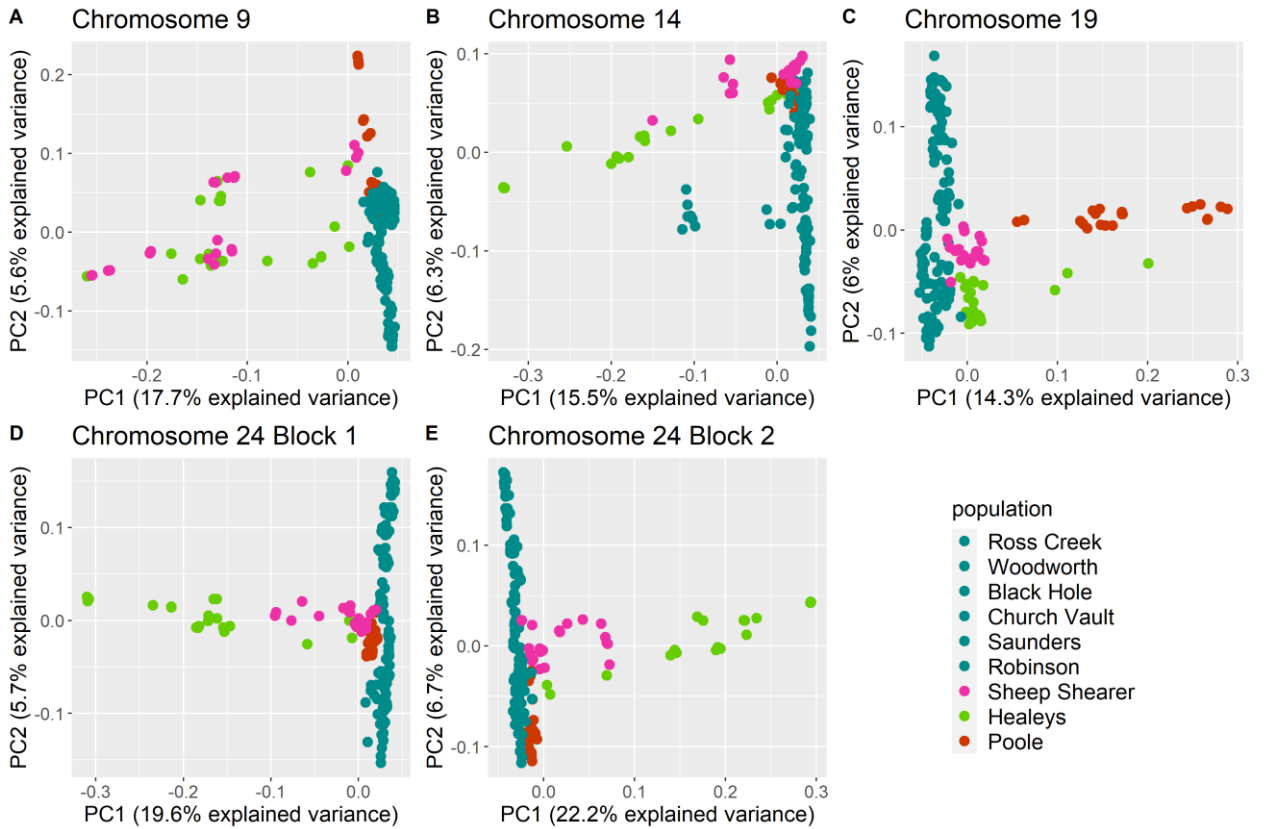 A Chromosome 9
PC2 (5.6% explained variance)
0.2
0.1
0.0
-0.1
-0.2 -0.1 0.0
PC1 (17.7% explained variance)
B Chromosome 14
PC2 (6.3% explained variance)
0.1
0.0
-0.1
-0.2
-0.3 -0.2 -0.1 0.0
PC1 (15.5% explained variance)
C Chromosome 19
PC2 (6% explained variance)
0.1
0.0
-0.1
0.0 0.1 0.2 0.3
PC1 (14.3% explained variance)
D Chromosome 24 Block 1
PC2 (5.7% explained variance)
0.1
0.0
-0.1
-0.3 -0.2 -0.1 0.0
PC1 (19.6% explained variance)
E Chromosome 24 Block 2
PC2 (6.7% explained variance)
0.1
0.0
-0.1
0.0 0.1 0.2 0.3
PC1 (22.2% explained variance)
population
Ross Creek
Woodworth
Black Hole
Church Vault
Saunders
Robinson
Sheep Shearer
Healeys
Poole